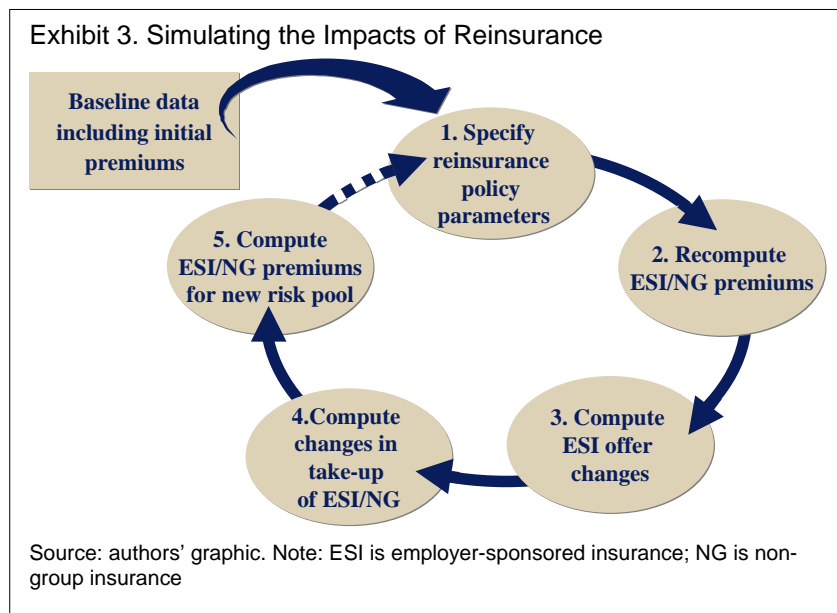 Exhibit 3. Simulating the Impacts of Reinsurance
Baseline data
including initial
premiums
1. Specify
reinsurance
policy
parameters
2. Recompute
ESI/NG premiums
3. Compute
ESI offer
changes
4.Compute
changes in
take-up
of ESI/NG
5. Compute
ESI/NG premiums
for new risk pool
Source: authors' graphic. Note: ESI is employer-sponsored insurance; NG is non-
group insurance